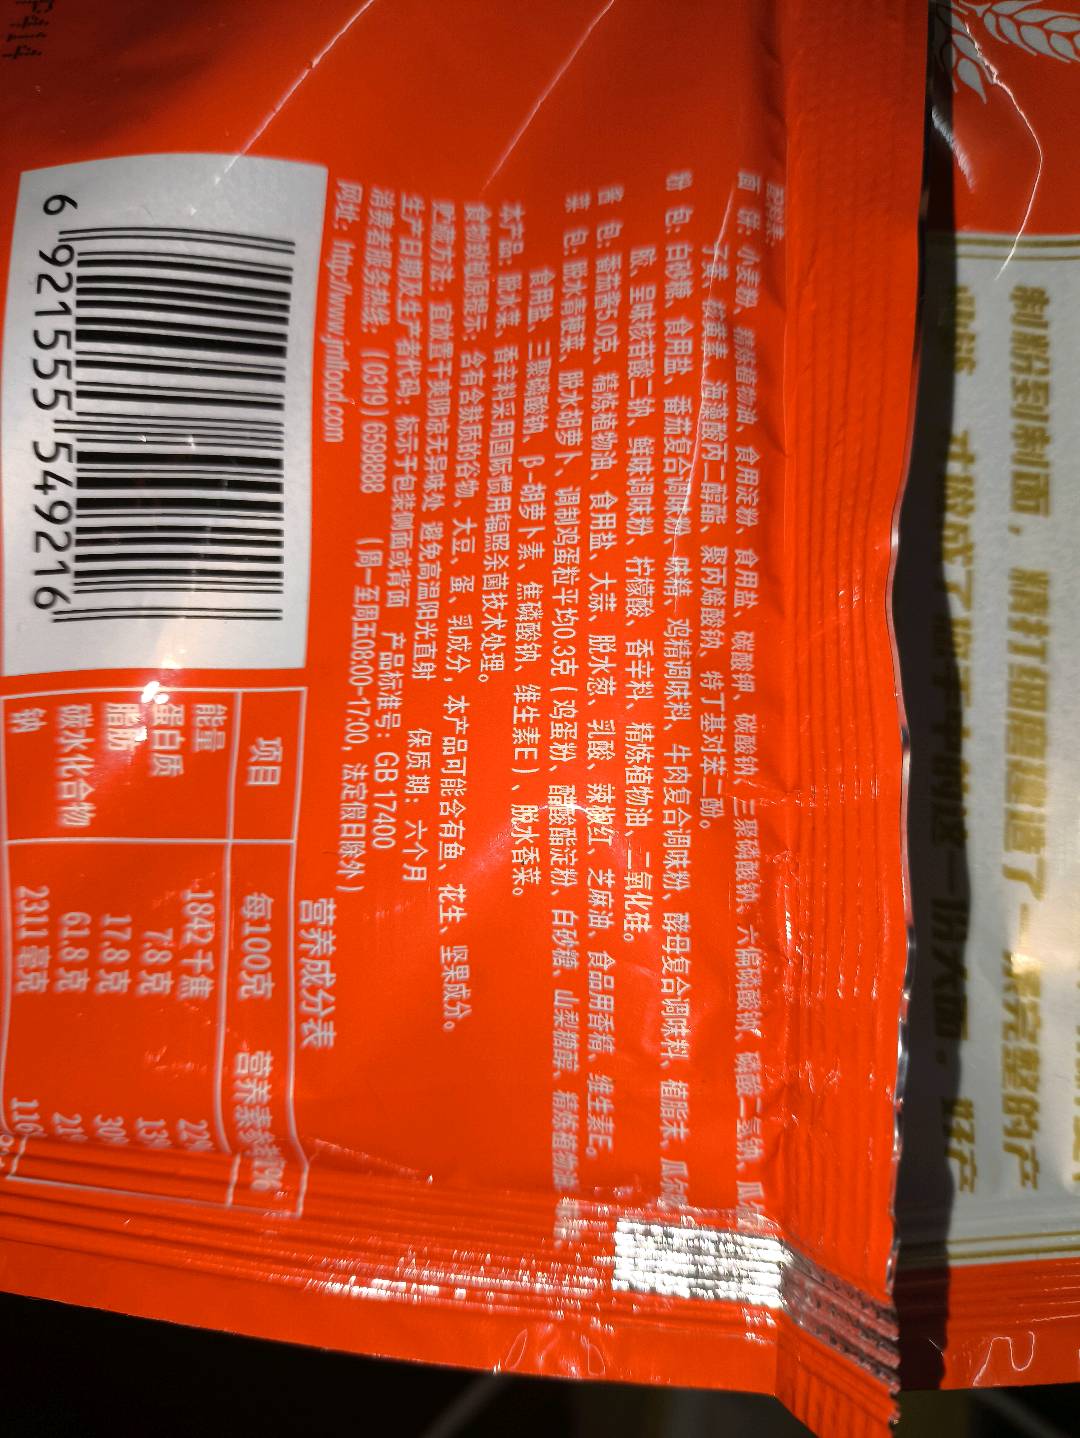 制粉到制面，精打细磨造
一系完整的产
配料表：
面 饼：小麦粉、精炼植物油、食用淀粉、食用盐、碳酸钾、碳酸钠、三聚磷酸钠、六偏磷酸钠、磷酸二氢钠、瓜尔
海藻酸丙二醇酯、聚丙烯酸钠、特丁基对苯二酚。
粉 包：白砂糖、食用盐、番茄复合调味粉、味精、鸡精调味料、牛肉复合调味粉、酵母复合调味料、植脂末、瓜尔
呈味核苷酸二钠、鲜味调味粉、柠檬酸、香辛料、精炼植物油、二氧化硅。
酱 包：番茄酱5.0克、精炼植物油、食用盐、大蒜、脱水葱、乳酸、辣椒红、芝麻油、食品用香精、维生素E。
菜 包：脱水青梗菜、脱水胡萝卜、调制鸡蛋粒平均0.3克（鸡蛋粉、醋酸酯淀粉、白砂糖、山梨糖醇、精炼植物油
食用盐、三聚磷酸钠、β-胡萝卜素、焦磷酸钠、维生素E）、脱水香菜。
本产品：脱水菜、香辛料采用国际惯用辐照杀菌技术处理。
食物致敏原提示：含有含麸质的谷物、大豆、蛋、乳成分，本产品可能含有鱼、花生、坚果成分。
贮藏方法：宜放置于爽阴凉无异味处 避免高温阳光直射 保质期：六个月
生产日期及生产者代码，标示于包装侧面或背面 产品标准号：GB 17400
消费者服务热线：(0319) 6598888 （周一至周五08:00-17:00，法定假日除外）
网址：http//www.jmlfood.com
6 921555 549216
营养成分表
项目 每100克 营养素参
能量 1842千焦 22%
蛋白质 7.8克 13%
脂肪 17.8克 30%
碳水化合物 61.8克 21%
钠 2311毫克 116